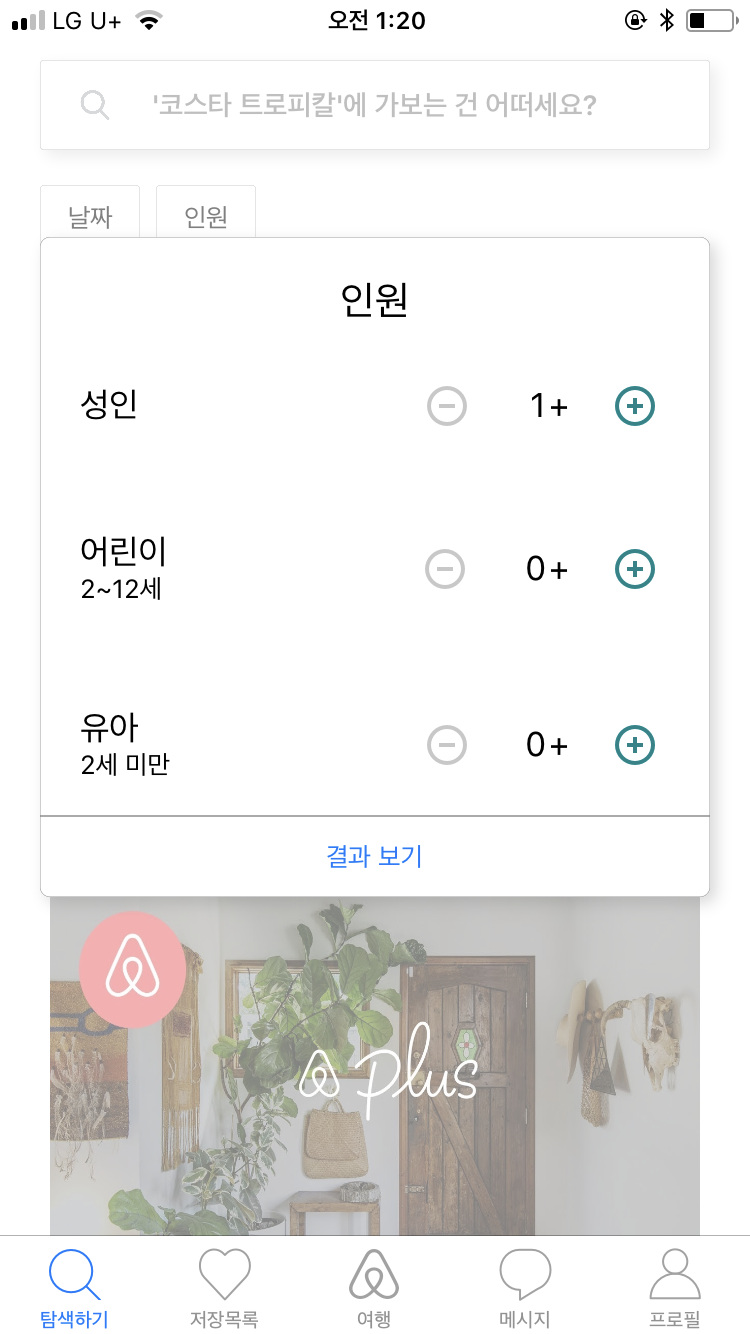 LG U+ 오전 1:20
'코스타 트로피칼'에 가보는 건 어떠세요?
날짜 인원
인원
성인 1+
어린이 0+
2~12세
유아 0+
2세 미만
결과 보기
Plus
탐색하기 저장목록 여행 메시지 프로필